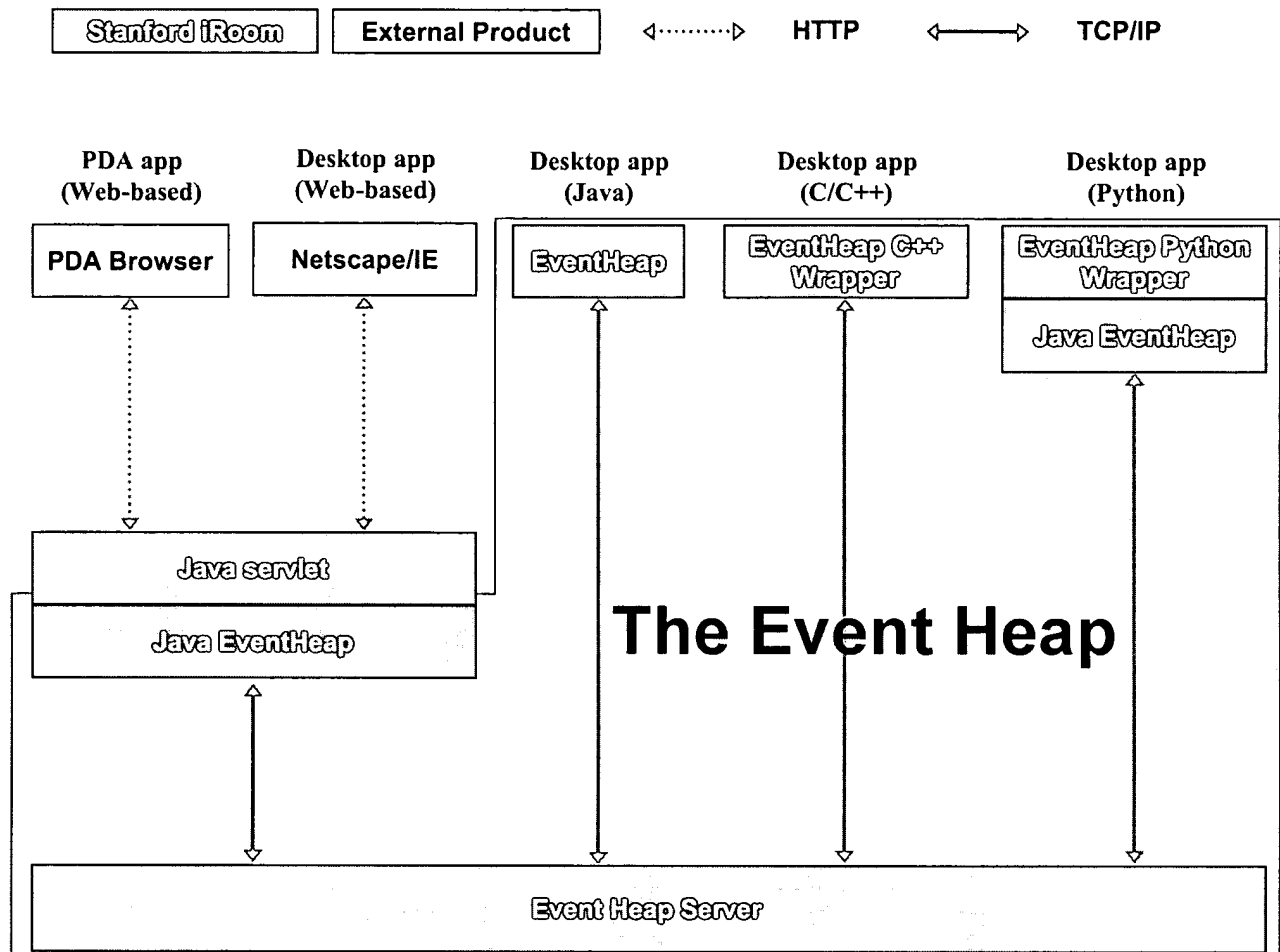 Stanford iRoom
External Product
HTTP
TCP/IP
PDA app
(Web-based)
Desktop app
(Web-based)
Desktop app
(Java)
Desktop app
(C/C++)
Desktop app
(Python)
PDA Browser
Netscape/IE
EventHeap
EventHeap C++
Wrapper
EventHeap Python
Wrapper
Java EventHeap
Java servlet
Java EventHeap
The Event Heap
Event Heap Server